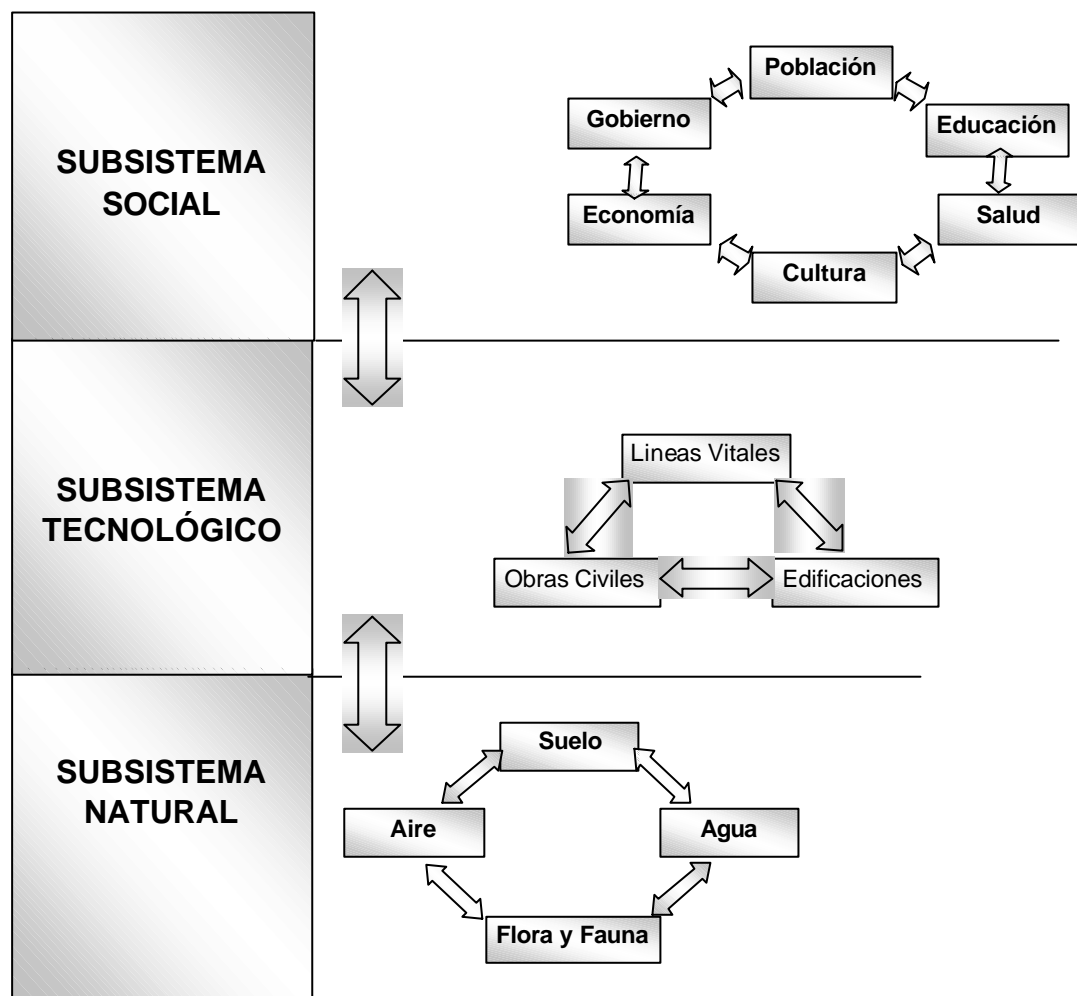 SUBSISTEMA
SOCIAL
Población
Gobierno
Educación
Economía
Salud
Cultura
SUBSISTEMA
TECNOLÓGICO
Lineas Vitales
Obras Civiles
Edificaciones
SUBSISTEMA
NATURAL
Suelo
Aire
Agua
Flora y Fauna